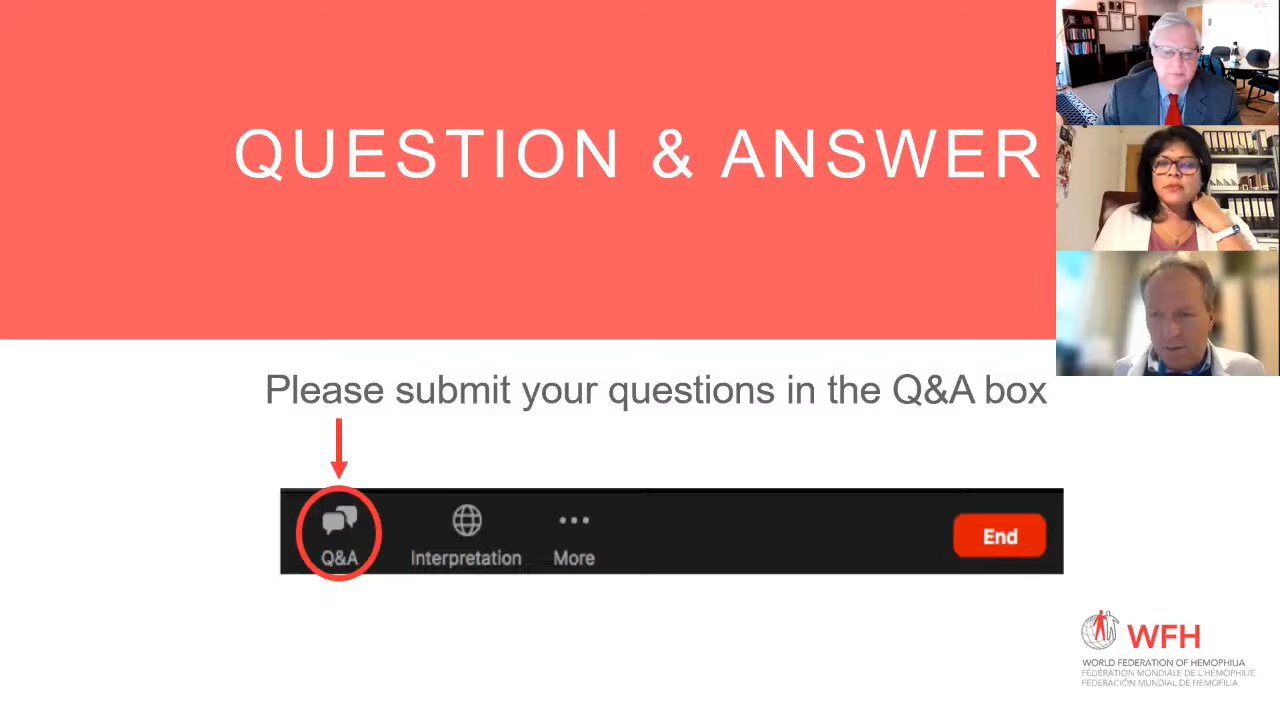 QUESTION & ANSWER
Please submit your questions in the Q&A box
Q&A
Interpretation
More
End
WFH
WORLD FEDERATION OF HEMOPHILIA
FÉDÉRATION MONDIALE DE L'HÉMOPHILIE
FEDERACIÓN MUNDIAL DE HEMOFILIA